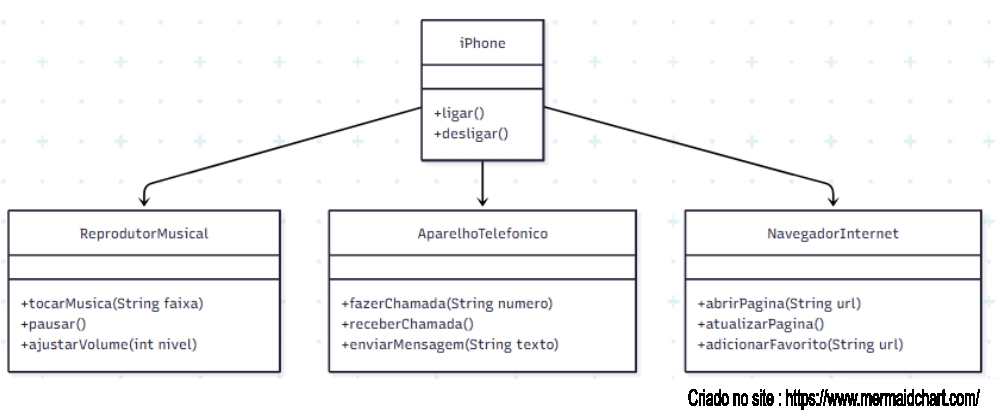 iPhone
+ligar()
+desligar()
ReprodutorMusical
+tocarMusica(String faixa)
+pausar()
+ajustarVolume(int nivel)
AparelhoTelefonico
+fazerChamada(String numero)
+receberChamada()
+enviarMensagem(String texto)
NavegadorInternet
+abrirPagina(String url)
+atualizarPagina()
+adicionarFavorito(String url)
Criado no site : https://www.mermaidchart.com/